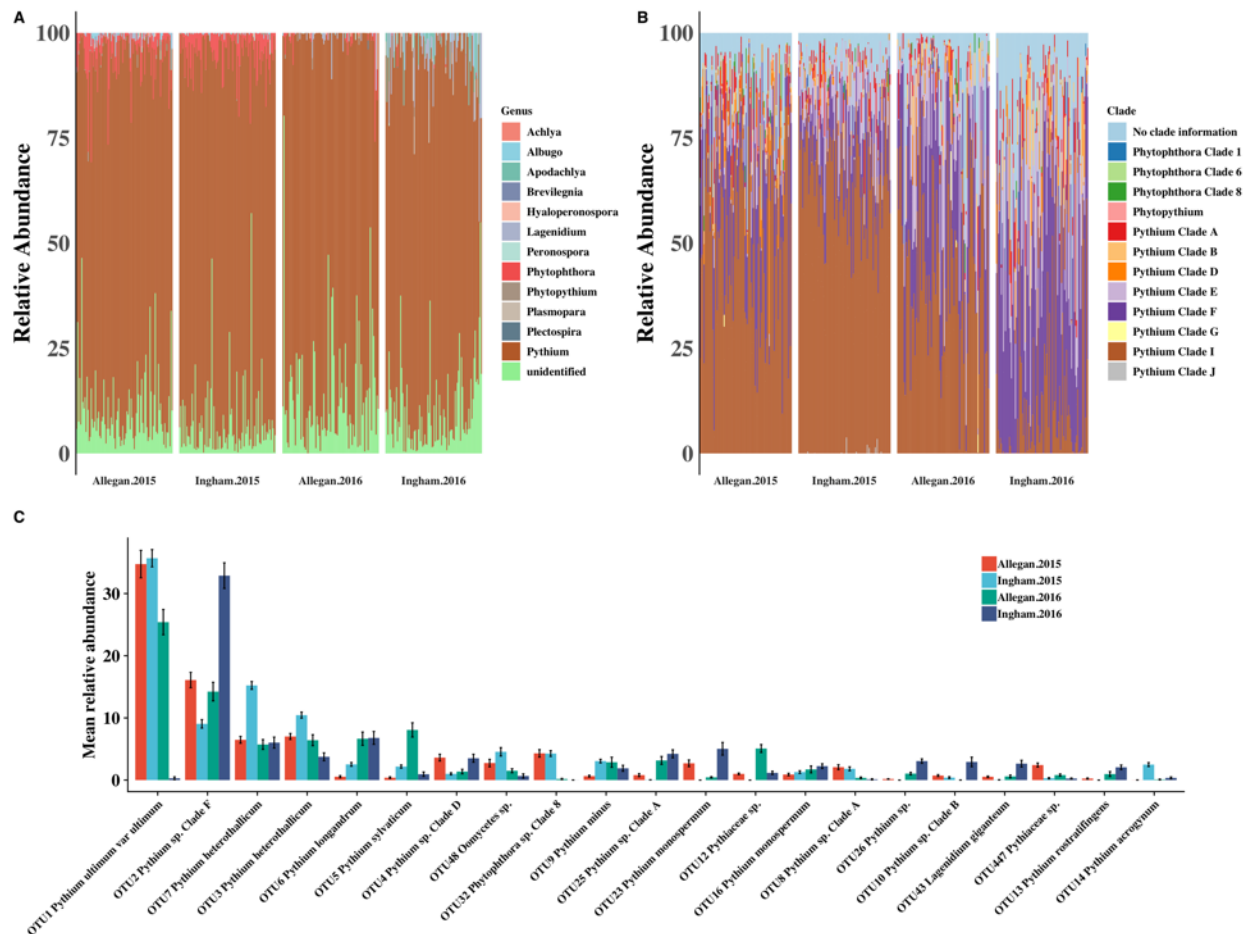 A
Relative Abundance
100
75
50
25
0
Allegan.2015 Ingham.2015 Allegan.2016 Ingham.2016
Genus
Achlya
Albugo
Apodachlya
Brevilegnia
Hyaloperonospora
Lagenidium
Peronospora
Phytophthora
Phytopythium
Plasmopara
Plectospira
Pythium
unidentified
B
Relative Abundance
100
75
50
25
0
Allegan.2015 Ingham.2015 Allegan.2016 Ingham.2016
Clade
No clade information
Phytophthora Clade 1
Phytophthora Clade 6
Phytophthora Clade 8
Phytopythium
Pythium Clade A
Pythium Clade B
Pythium Clade D
Pythium Clade E
Pythium Clade F
Pythium Clade G
Pythium Clade I
Pythium Clade J
C
Mean relative abundance
30
20
10
0
Allegan.2015
Ingham.2015
Allegan.2016
Ingham.2016
OTU1 Pythium ultimum var ultimum
OTU2 Pythium sp. Clade F
OTU7 Pythium heterothallicum
OTU3 Pythium heterothallicum
OTU6 Pythium longandrum
OTU5 Pythium sylvaticum
OTU4 Pythium sp. Clade D
OTU48 Oomycetes sp.
OTU32 Phytophthora sp. Clade 8
OTU9 Pythium minus
OTU25 Pythium sp. Clade A
OTU23 Pythium monospermum
OTU12 Pythiaceae sp.
OTU16 Pythium monospermum
OTU8 Pythium sp. Clade A
OTU26 Pythium sp.
OTU10 Pythium sp. Clade B
OTU43 Lagenidium giganteum
OTU447 Pythiaceae sp.
OTU13 Pythium rostratifingens
OTU14 Pythium acrogynum